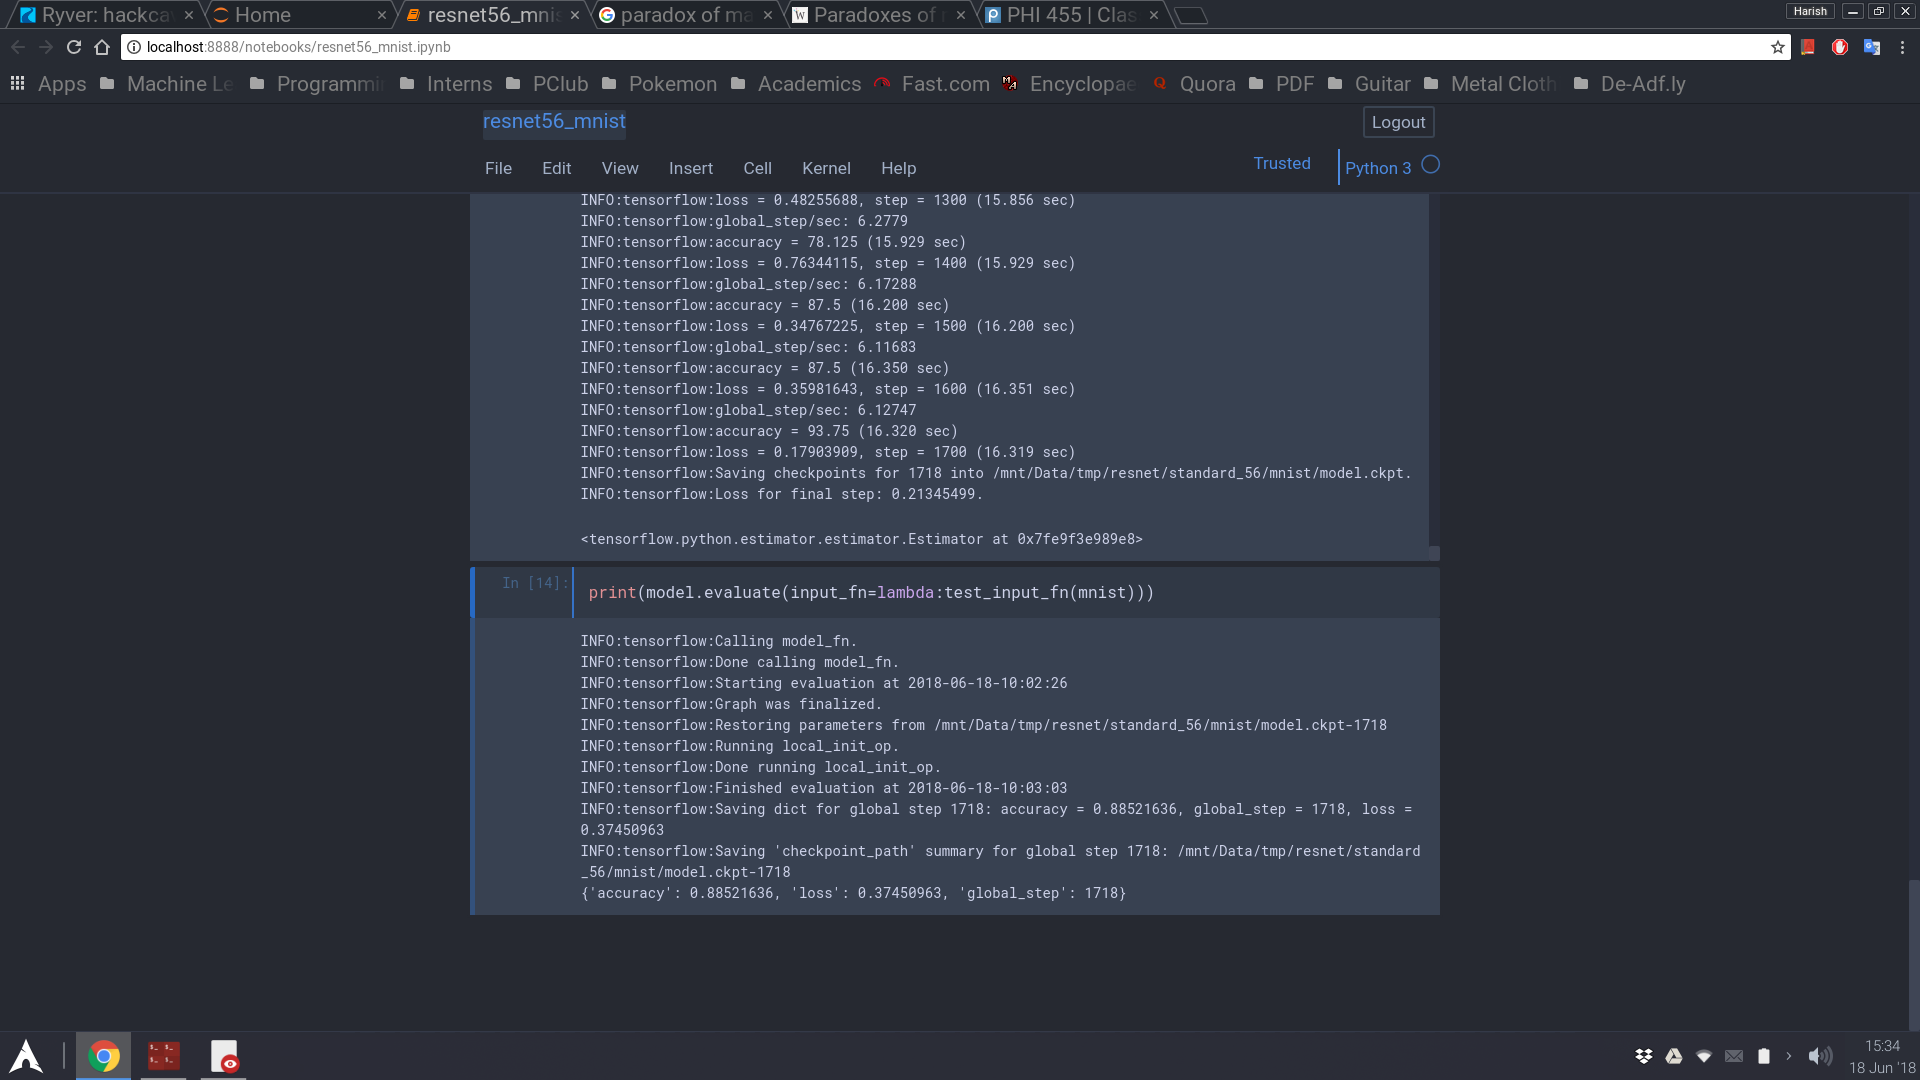 Ryver: hackca
Home
resnet56_mnis
paradox of ma
Paradoxes of
PHI 455 | Clas
Harish
localhost:8888/notebooks/resnet56_mnist.ipynb
Apps
Machine Le
Programmi
Interns
PClub
Pokemon
Academics
Fast.com
Encyclopae
Quora
PDF
Guitar
Metal Cloth
De-Adf.ly
resnet56_mnist
Logout
File Edit View Insert Cell Kernel Help
Trusted
Python 3
INFO:tensorflow:loss = 0.48255688, step = 1300 (15.856 sec)
INFO:tensorflow:global_step/sec: 6.2779
INFO:tensorflow:accuracy = 78.125 (15.929 sec)
INFO:tensorflow:loss = 0.76344115, step = 1400 (15.929 sec)
INFO:tensorflow:global_step/sec: 6.17288
INFO:tensorflow:accuracy = 87.5 (16.200 sec)
INFO:tensorflow:loss = 0.34767225, step = 1500 (16.200 sec)
INFO:tensorflow:global_step/sec: 6.11683
INFO:tensorflow:accuracy = 87.5 (16.350 sec)
INFO:tensorflow:loss = 0.35981643, step = 1600 (16.351 sec)
INFO:tensorflow:global_step/sec: 6.12747
INFO:tensorflow:accuracy = 93.75 (16.320 sec)
INFO:tensorflow:loss = 0.17903909, step = 1700 (16.319 sec)
INFO:tensorflow:Saving checkpoints for 1718 into /mnt/Data/tmp/resnet/standard_56/mnist/model.ckpt.
INFO:tensorflow:Loss for final step: 0.21345499.
<tensorflow.python.estimator.estimator.Estimator at 0x7fe9f3e989e8>
In [14]:
print(model.evaluate(input_fn=lambda:test_input_fn(mnist)))
INFO:tensorflow:Calling model_fn.
INFO:tensorflow:Done calling model_fn.
INFO:tensorflow:Starting evaluation at 2018-06-18-10:02:26
INFO:tensorflow:Graph was finalized.
INFO:tensorflow:Restoring parameters from /mnt/Data/tmp/resnet/standard_56/mnist/model.ckpt-1718
INFO:tensorflow:Running local_init_op.
INFO:tensorflow:Done running local_init_op.
INFO:tensorflow:Finished evaluation at 2018-06-18-10:03:03
INFO:tensorflow:Saving dict for global step 1718: accuracy = 0.88521636, global_step = 1718, loss =
0.37450963
INFO:tensorflow:Saving 'checkpoint_path' summary for global step 1718: /mnt/Data/tmp/resnet/standard
_56/mnist/model.ckpt-1718
{'accuracy': 0.88521636, 'loss': 0.37450963, 'global_step': 1718}
15:34
18 Jun '18